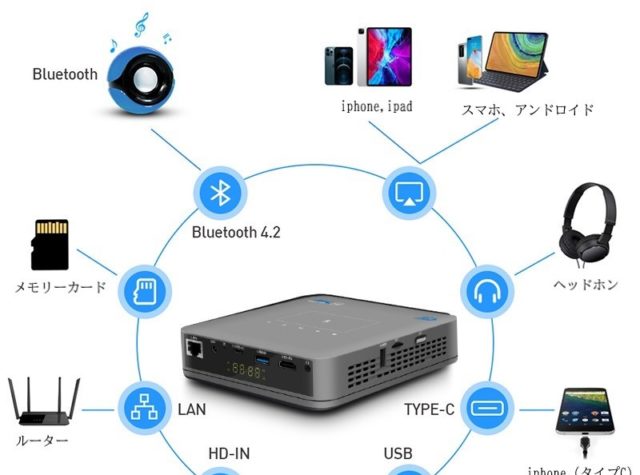 Bluetooth
iphone,ipad
スマホ、アンドロイド
Bluetooth 4.2
メモリーカード
ヘッドホン
LAN
TYPE-C
ルーター
HD-IN
USB
iphone (タイプC)